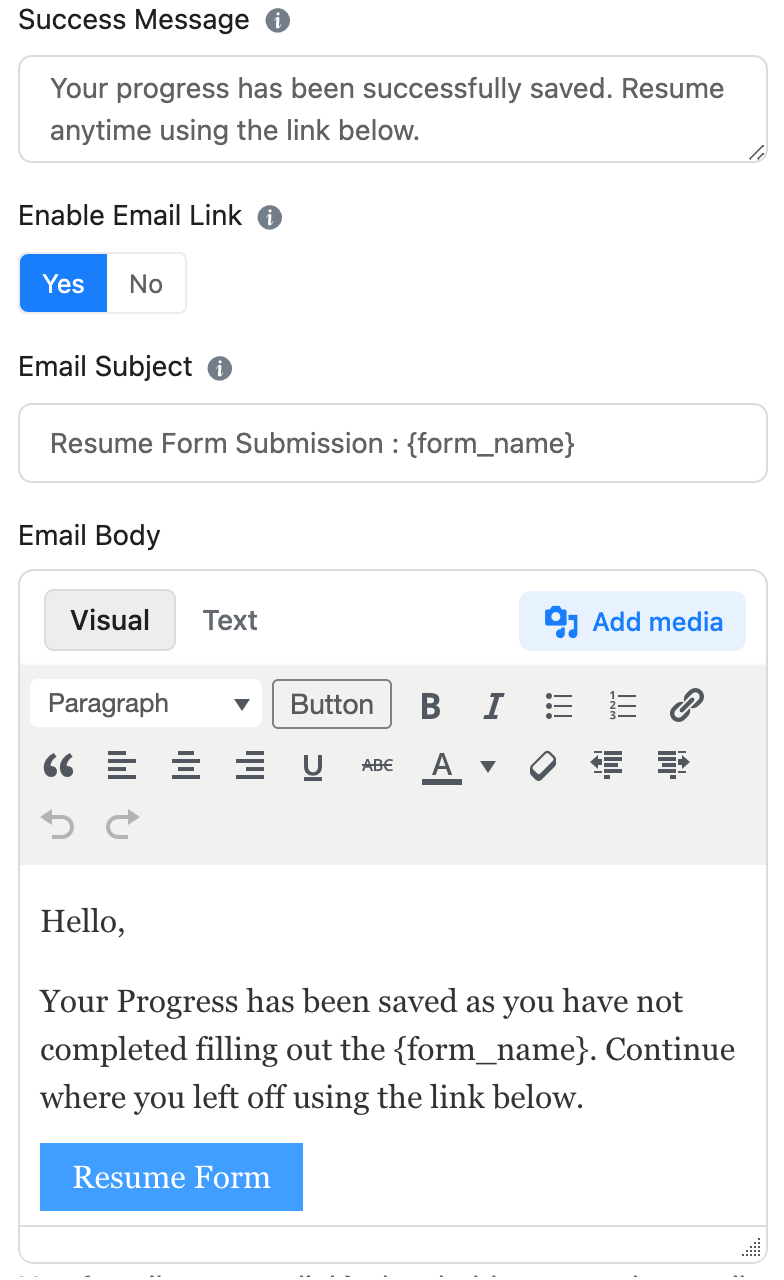 Success Message
Your progress has been successfully saved. Resume
anytime using the link below.
Enable Email Link
Yes No
Email Subject
Resume Form Submission : {form_name}
Email Body
Visual Text Add media
Paragraph Button B I
U ABC A
Hello,
Your Progress has been saved as you have not
completed filling out the {form_name}. Continue
where you left off using the link below.
Resume Form